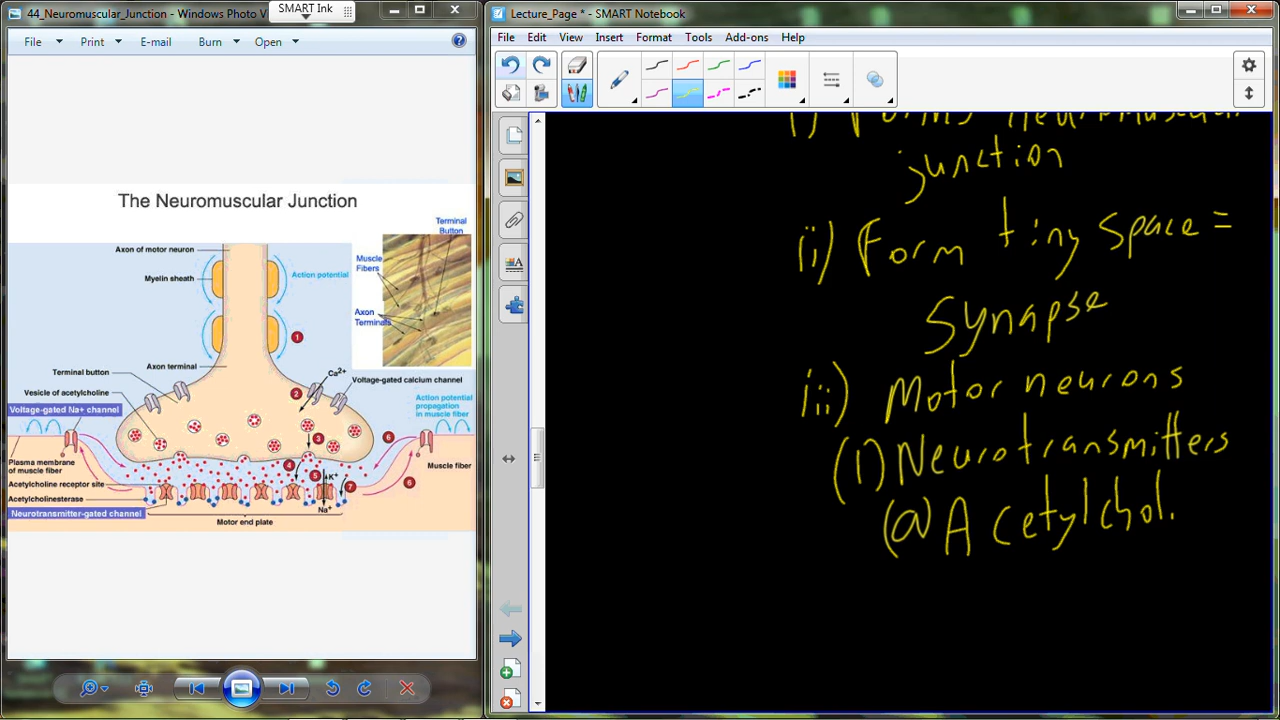 44_Neuromuscular_Junction - Windows Photo V
SMART Ink
File Print E-mail Burn Open
The Neuromuscular Junction
Terminal
Button
Axon of motor neuron
Muscle
Fibers
Action potential
Myelin sheath
Axon
Terminals
1
Axon terminal
Ca2+
Terminal button
Voltage-gated calcium channel
Vesicle of acetylcholine
2
Voltage-gated Na+ channel
Action potential
propagation
in muscle fiber
3
6
Plasma membrane
of muscle fiber
4
Muscle fiber
5
K+
Acetylcholine receptor site
7
6
Acetylcholinesterase
Na+
Neurotransmitter-gated channel
Motor end plate
Lecture_Page * - SMART Notebook
File Edit View Insert Format Tools Add-ons Help
i) Forms neuromuscular
junction
ii) Form tiny space =
Synapse
iii) Motor neurons
(1) Neurotransmitters
(a) Acetylchol.